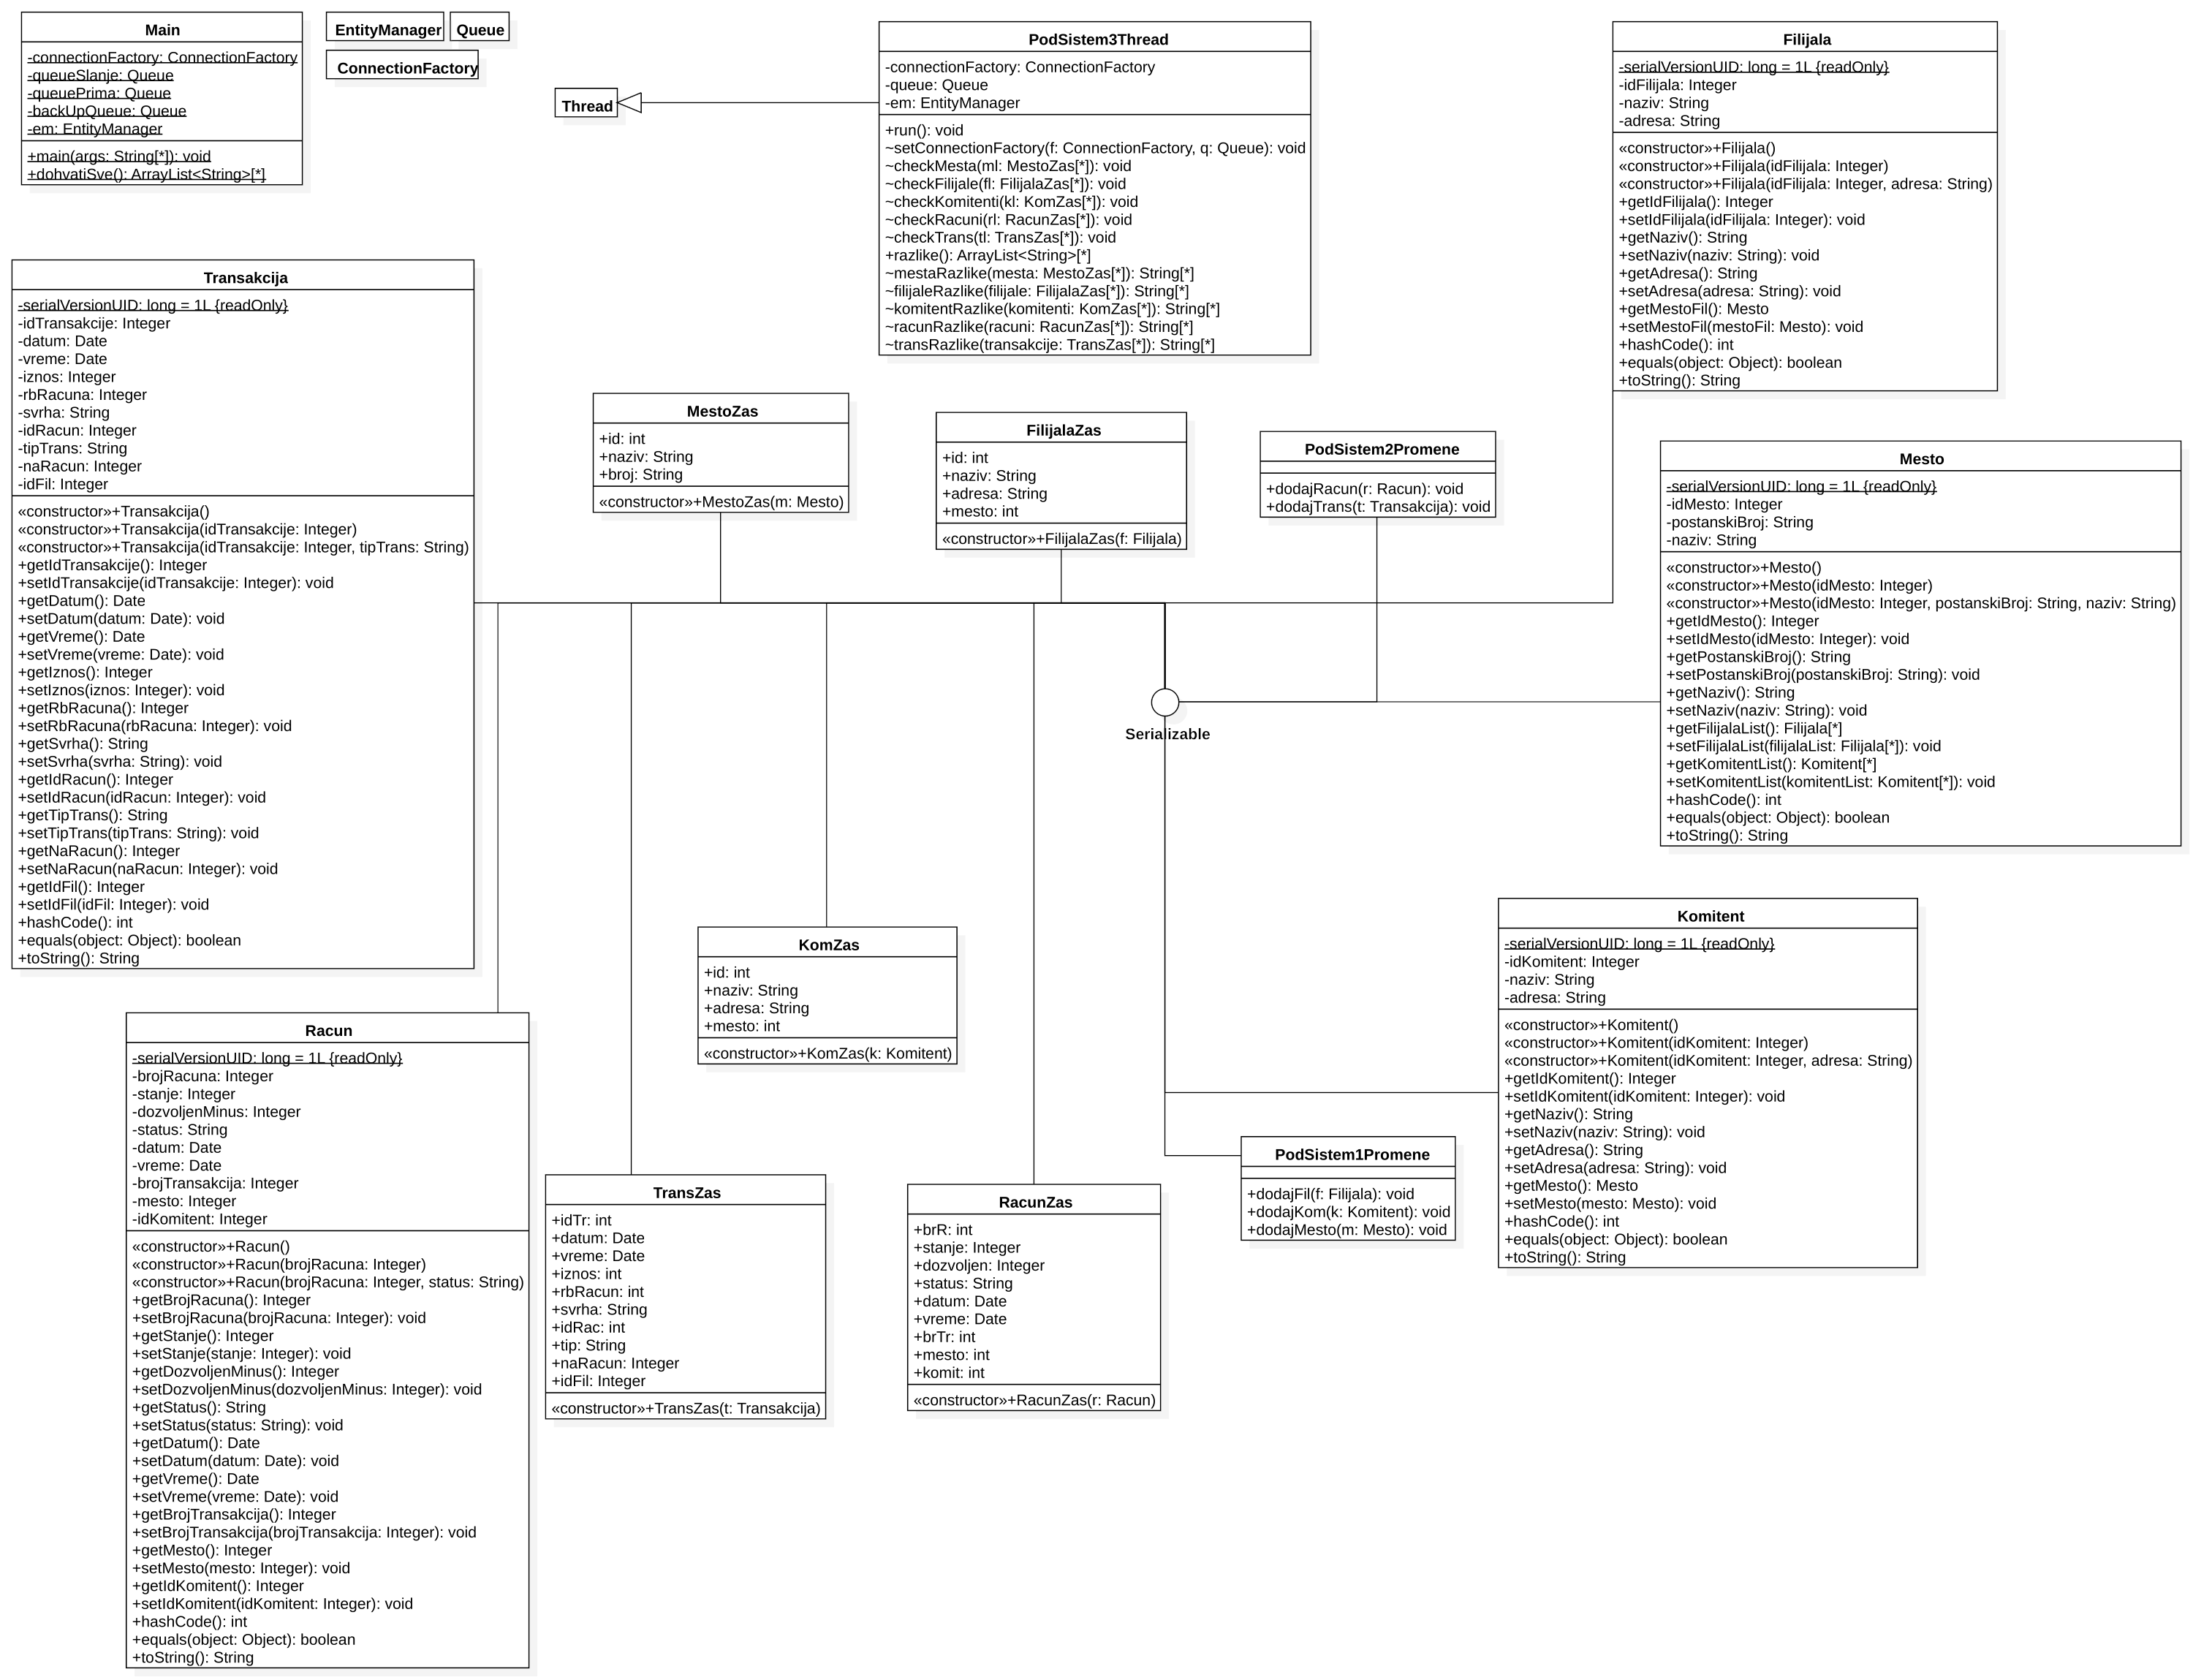 Main
-connectionFactory: ConnectionFactory
-queueSlanje: Queue
-queuePrima: Queue
-backUpQueue: Queue
-em: EntityManager
+main(args: String[*]): void
+dohvatiSve(): ArrayList<String>[*]
EntityManager
Queue
ConnectionFactory
Thread
PodSistem3Thread
-connectionFactory: ConnectionFactory
-queue: Queue
-em: EntityManager
+run(): void
~setConnectionFactory(f: ConnectionFactory, q: Queue): void
~checkMesta(ml: MestoZas[*]): void
~checkFilijale(fl: FilijalaZas[*]): void
~checkKomitenti(kl: KomZas[*]): void
~checkRacuni(rl: RacunZas[*]): void
~checkTrans(tl: TransZas[*]): void
+razlike(): ArrayList<String>[*]
~mestaRazlike(mesta: MestoZas[*]): String[*]
~filijaleRazlike(filijale: FilijalaZas[*]): String[*]
~komitentRazlike(komitenti: KomZas[*]): String[*]
~racunRazlike(racuni: RacunZas[*]): String[*]
~transRazlike(transakcije: TransZas[*]): String[*]
Filijala
-serialVersionUID: long = 1L {readOnly}
-idFilijala: Integer
-naziv: String
-adresa: String
«constructor»+Filijala()
«constructor»+Filijala(idFilijala: Integer)
«constructor»+Filijala(idFilijala: Integer, adresa: String)
+getIdFilijala(): Integer
+setIdFilijala(idFilijala: Integer): void
+getNaziv(): String
+setNaziv(naziv: String): void
+getAdresa(): String
+setAdresa(adresa: String): void
+getMestoFil(): Mesto
+setMestoFil(mestoFil: Mesto): void
+hashCode(): int
+equals(object: Object): boolean
+toString(): String
Transakcija
-serialVersionUID: long = 1L {readOnly}
-idTransakcije: Integer
-datum: Date
-vreme: Date
-iznos: Integer
-rbRacuna: Integer
-svrha: String
-idRacun: Integer
-tipTrans: String
-naRacun: Integer
-idFil: Integer
«constructor»+Transakcija()
«constructor»+Transakcija(idTransakcije: Integer)
«constructor»+Transakcija(idTransakcije: Integer, tipTrans: String)
+getIdTransakcije(): Integer
+setIdTransakcije(idTransakcije: Integer): void
+getDatum(): Date
+setDatum(datum: Date): void
+getVreme(): Date
+setVreme(vreme: Date): void
+getIznos(): Integer
+setIznos(iznos: Integer): void
+getRbRacuna(): Integer
+setRbRacuna(rbRacuna: Integer): void
+getSvrha(): String
+setSvrha(svrha: String): void
+getIdRacun(): Integer
+setIdRacun(idRacun: Integer): void
+getTipTrans(): String
+setTipTrans(tipTrans: String): void
+getNaRacun(): Integer
+setNaRacun(naRacun: Integer): void
+getIdFil(): Integer
+setIdFil(idFil: Integer): void
+hashCode(): int
+equals(object: Object): boolean
+toString(): String
MestoZas
+id: int
+naziv: String
+broj: String
«constructor»+MestoZas(m: Mesto)
FilijalaZas
+id: int
+naziv: String
+adresa: String
+mesto: int
«constructor»+FilijalaZas(f: Filijala)
PodSistem2Promene
+dodajRacun(r: Racun): void
+dodajTrans(t: Transakcija): void
Mesto
-serialVersionUID: long = 1L {readOnly}
-idMesto: Integer
-postanskiBroj: String
-naziv: String
«constructor»+Mesto()
«constructor»+Mesto(idMesto: Integer)
«constructor»+Mesto(idMesto: Integer, postanskiBroj: String, naziv: String)
+getIdMesto(): Integer
+setIdMesto(idMesto: Integer): void
+getPostanskiBroj(): String
+setPostanskiBroj(postanskiBroj: String): void
+getNaziv(): String
+setNaziv(naziv: String): void
+getFilijalaList(): Filijala[*]
+setFilijalaList(filijalaList: Filijala[*]): void
+getKomitentList(): Komitent[*]
+setKomitentList(komitentList: Komitent[*]): void
+hashCode(): int
+equals(object: Object): boolean
+toString(): String
Serializable
KomZas
+id: int
+naziv: String
+adresa: String
+mesto: int
«constructor»+KomZas(k: Komitent)
Komitent
-serialVersionUID: long = 1L {readOnly}
-idKomitent: Integer
-naziv: String
-adresa: String
«constructor»+Komitent()
«constructor»+Komitent(idKomitent: Integer)
«constructor»+Komitent(idKomitent: Integer, adresa: String)
+getIdKomitent(): Integer
+setIdKomitent(idKomitent: Integer): void
+getNaziv(): String
+setNaziv(naziv: String): void
+getAdresa(): String
+setAdresa(adresa: String): void
+getMesto(): Mesto
+setMesto(mesto: Mesto): void
+hashCode(): int
+equals(object: Object): boolean
+toString(): String
Racun
-serialVersionUID: long = 1L {readOnly}
-brojRacuna: Integer
-stanje: Integer
-dozvoljenMinus: Integer
-status: String
-datum: Date
-vreme: Date
-brojTransakcija: Integer
-mesto: Integer
-idKomitent: Integer
«constructor»+Racun()
«constructor»+Racun(brojRacuna: Integer)
«constructor»+Racun(brojRacuna: Integer, status: String)
+getBrojRacuna(): Integer
+setBrojRacuna(brojRacuna: Integer): void
+getStanje(): Integer
+setStanje(stanje: Integer): void
+getDozvoljenMinus(): Integer
+setDozvoljenMinus(dozvoljenMinus: Integer): void
+getStatus(): String
+setStatus(status: String): void
+getDatum(): Date
+setDatum(datum: Date): void
+getVreme(): Date
+setVreme(vreme: Date): void
+getBrojTransakcija(): Integer
+setBrojTransakcija(brojTransakcija: Integer): void
+getMesto(): Integer
+setMesto(mesto: Integer): void
+getIdKomitent(): Integer
+setIdKomitent(idKomitent: Integer): void
+hashCode(): int
+equals(object: Object): boolean
+toString(): String
TransZas
+idTr: int
+datum: Date
+vreme: Date
+iznos: int
+rbRacun: int
+svrha: String
+idRac: int
+tip: String
+naRacun: Integer
+idFil: Integer
«constructor»+TransZas(t: Transakcija)
RacunZas
+brR: int
+stanje: Integer
+dozvoljen: Integer
+status: String
+datum: Date
+vreme: Date
+brTr: int
+mesto: int
+komit: int
«constructor»+RacunZas(r: Racun)
PodSistem1Promene
+dodajFil(f: Filijala): void
+dodajKom(k: Komitent): void
+dodajMesto(m: Mesto): void